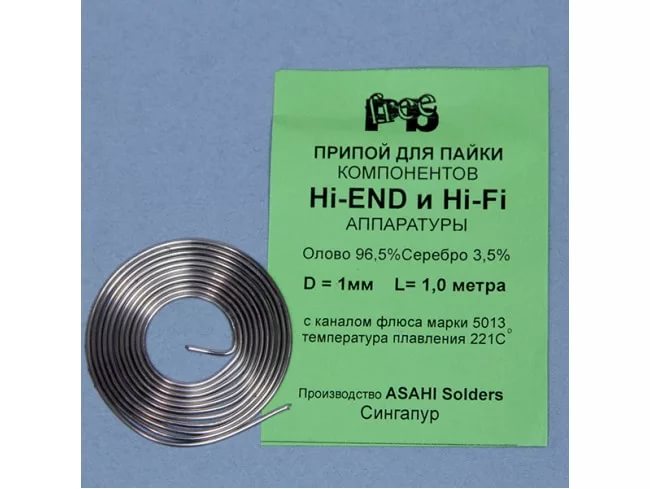 free
Pb
ПРИПОЙ ДЛЯ ПАЙКИ
КОМПОНЕНТОВ
Hi-END и Hi-Fi
АППАРАТУРЫ
Олово 96,5%Серебро 3,5%
D = 1мм L= 1,0 метра
с каналом флюса марки 5013
температура плавления 221С°
Производство ASAHI Solders
Сингапур